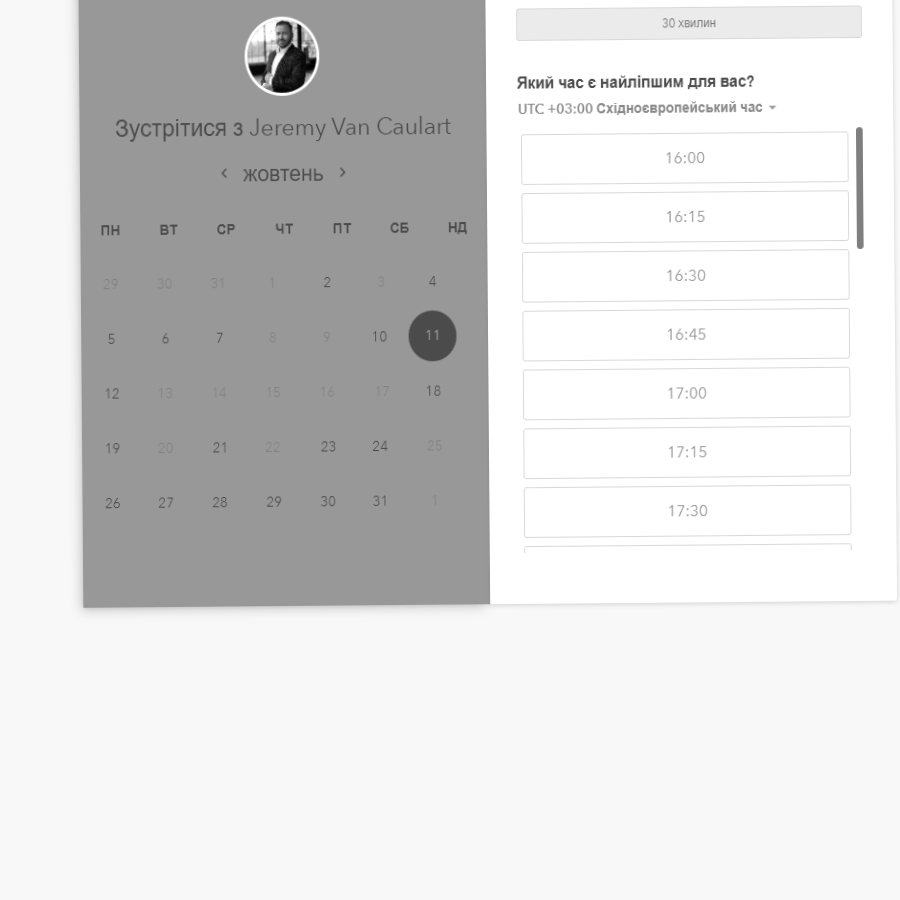 Зустрітися з Jeremy Van Caulart
жовтень
ПН ВТ СР ЧТ ПТ СБ НД
29 30 31 1 2 3 4
5 6 7 8 9 10 11
12 13 14 15 16 17 18
19 20 21 22 23 24 25
26 27 28 29 30 31 1
30 хвилин
Який час є найліпшим для вас?
UTC +03:00 Східноєвропейський час
16:00
16:15
16:30
16:45
17:00
17:15
17:30